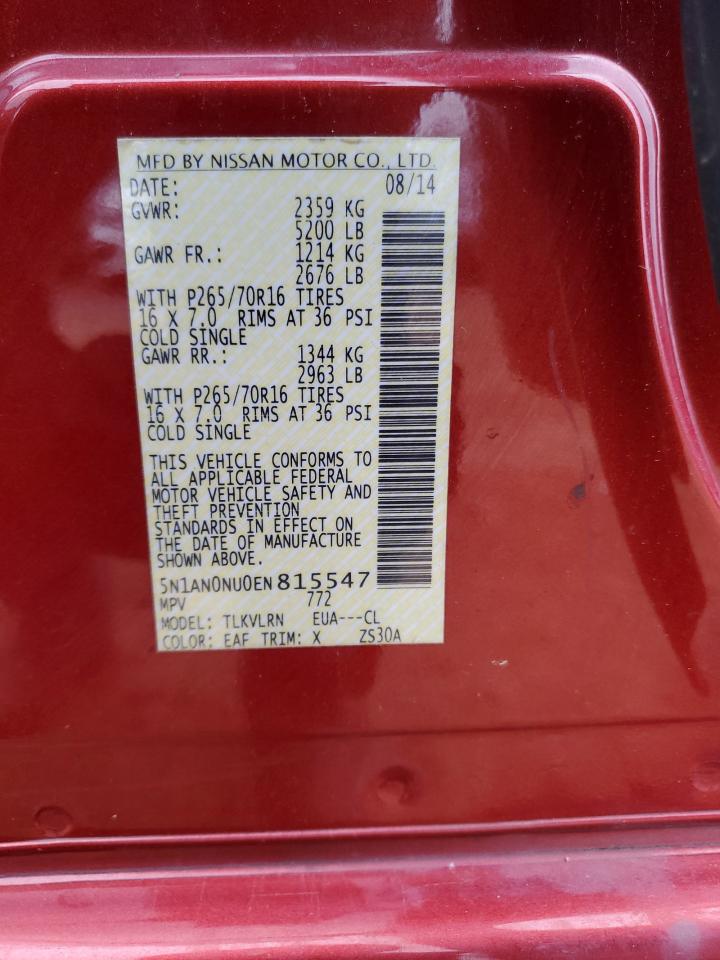 MFD BY NISSAN MOTOR CO., LTD.
DATE: 08/14
GVWR: 2359 KG
5200 LB
GAWR FR.: 1214 KG
2676 LB
WITH P265/70R16 TIRES
16 X 7.0 RIMS AT 36 PSI
COLD SINGLE
GAWR RR.: 1344 KG
2963 LB
WITH P265/70R16 TIRES
16 X 7.0 RIMS AT 36 PSI
COLD SINGLE
THIS VEHICLE CONFORMS TO
ALL APPLICABLE FEDERAL
MOTOR VEHICLE SAFETY AND
THEFT PREVENTION
STANDARDS IN EFFECT ON
THE DATE OF MANUFACTURE
SHOWN ABOVE.
5N1AN0NU0EN815547
MPV 772
MODEL: TLKVLRN EUA---CL
COLOR: EAF TRIM: X ZS30A